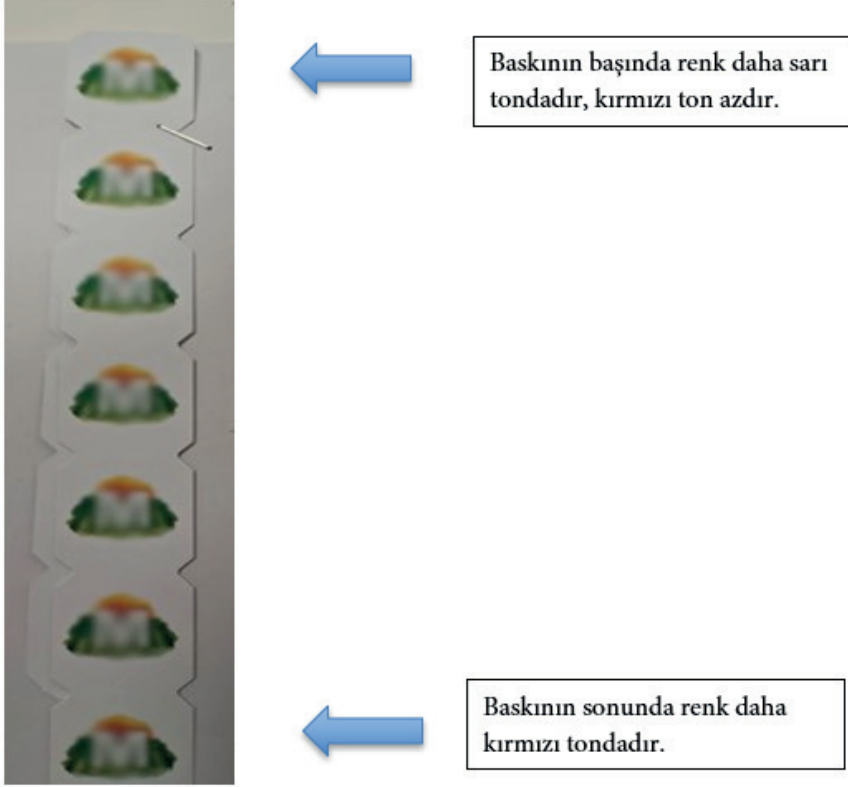 Baskının başında renk daha sarı
tondadır, kırmızı ton azdır.
Baskının sonunda renk daha
kırmızı tondadır.